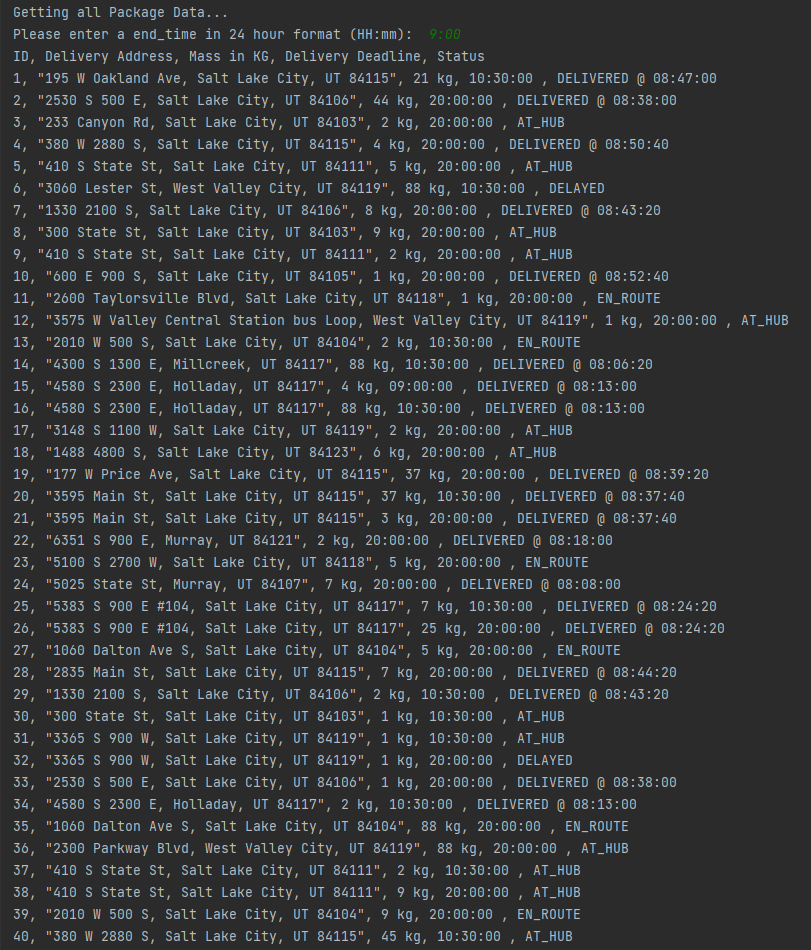 Getting all Package Data...
Please enter a end_time in 24 hour format (HH:mm):  9:00
ID, Delivery Address, Mass in KG, Delivery Deadline, Status
1, "195 W Oakland Ave, Salt Lake City, UT 84115", 21 kg, 10:30:00 , DELIVERED @ 08:47:00
2, "2530 S 500 E, Salt Lake City, UT 84106", 44 kg, 20:00:00 , DELIVERED @ 08:38:00
3, "233 Canyon Rd, Salt Lake City, UT 84103", 2 kg, 20:00:00 , AT_HUB
4, "380 W 2880 S, Salt Lake City, UT 84115", 4 kg, 20:00:00 , DELIVERED @ 08:50:40
5, "410 S State St, Salt Lake City, UT 84111", 5 kg, 20:00:00 , AT_HUB
6, "3060 Lester St, West Valley City, UT 84119", 88 kg, 10:30:00 , DELAYED
7, "1330 2100 S, Salt Lake City, UT 84106", 8 kg, 20:00:00 , DELIVERED @ 08:43:20
8, "300 State St, Salt Lake City, UT 84103", 9 kg, 20:00:00 , AT_HUB
9, "410 S State St, Salt Lake City, UT 84111", 2 kg, 20:00:00 , AT_HUB
10, "600 E 900 S, Salt Lake City, UT 84105", 1 kg, 20:00:00 , DELIVERED @ 08:52:40
11, "2600 Taylorsville Blvd, Salt Lake City, UT 84118", 1 kg, 20:00:00 , EN_ROUTE
12, "3575 W Valley Central Station bus Loop, West Valley City, UT 84119", 1 kg, 20:00:00 , AT_HUB
13, "2010 W 500 S, Salt Lake City, UT 84104", 2 kg, 10:30:00 , EN_ROUTE
14, "4300 S 1300 E, Millcreek, UT 84117", 88 kg, 10:30:00 , DELIVERED @ 08:06:20
15, "4580 S 2300 E, Holladay, UT 84117", 4 kg, 09:00:00 , DELIVERED @ 08:13:00
16, "4580 S 2300 E, Holladay, UT 84117", 88 kg, 10:30:00 , DELIVERED @ 08:13:00
17, "3148 S 1100 W, Salt Lake City, UT 84119", 2 kg, 20:00:00 , AT_HUB
18, "1488 4800 S, Salt Lake City, UT 84123", 6 kg, 20:00:00 , AT_HUB
19, "177 W Price Ave, Salt Lake City, UT 84115", 37 kg, 20:00:00 , DELIVERED @ 08:39:20
20, "3595 Main St, Salt Lake City, UT 84115", 37 kg, 10:30:00 , DELIVERED @ 08:37:40
21, "3595 Main St, Salt Lake City, UT 84115", 3 kg, 20:00:00 , DELIVERED @ 08:37:40
22, "6351 S 900 E, Murray, UT 84121", 2 kg, 20:00:00 , DELIVERED @ 08:18:00
23, "5100 S 2700 W, Salt Lake City, UT 84118", 5 kg, 20:00:00 , EN_ROUTE
24, "5025 State St, Murray, UT 84107", 7 kg, 20:00:00 , DELIVERED @ 08:08:00
25, "5383 S 900 E #104, Salt Lake City, UT 84117", 7 kg, 10:30:00 , DELIVERED @ 08:24:20
26, "5383 S 900 E #104, Salt Lake City, UT 84117", 25 kg, 20:00:00 , DELIVERED @ 08:24:20
27, "1060 Dalton Ave S, Salt Lake City, UT 84104", 5 kg, 20:00:00 , EN_ROUTE
28, "2835 Main St, Salt Lake City, UT 84115", 7 kg, 20:00:00 , DELIVERED @ 08:44:20
29, "1330 2100 S, Salt Lake City, UT 84106", 2 kg, 10:30:00 , DELIVERED @ 08:43:20
30, "300 State St, Salt Lake City, UT 84103", 1 kg, 10:30:00 , AT_HUB
31, "3365 S 900 W, Salt Lake City, UT 84119", 1 kg, 10:30:00 , AT_HUB
32, "3365 S 900 W, Salt Lake City, UT 84119", 1 kg, 20:00:00 , DELAYED
33, "2530 S 500 E, Salt Lake City, UT 84106", 1 kg, 20:00:00 , DELIVERED @ 08:38:00
34, "4580 S 2300 E, Holladay, UT 84117", 2 kg, 10:30:00 , DELIVERED @ 08:13:00
35, "1060 Dalton Ave S, Salt Lake City, UT 84104", 88 kg, 20:00:00 , EN_ROUTE
36, "2300 Parkway Blvd, West Valley City, UT 84119", 88 kg, 20:00:00 , AT_HUB
37, "410 S State St, Salt Lake City, UT 84111", 2 kg, 10:30:00 , AT_HUB
38, "410 S State St, Salt Lake City, UT 84111", 9 kg, 20:00:00 , AT_HUB
39, "2010 W 500 S, Salt Lake City, UT 84104", 9 kg, 20:00:00 , EN_ROUTE
40, "380 W 2880 S, Salt Lake City, UT 84115", 45 kg, 10:30:00 , AT_HUB